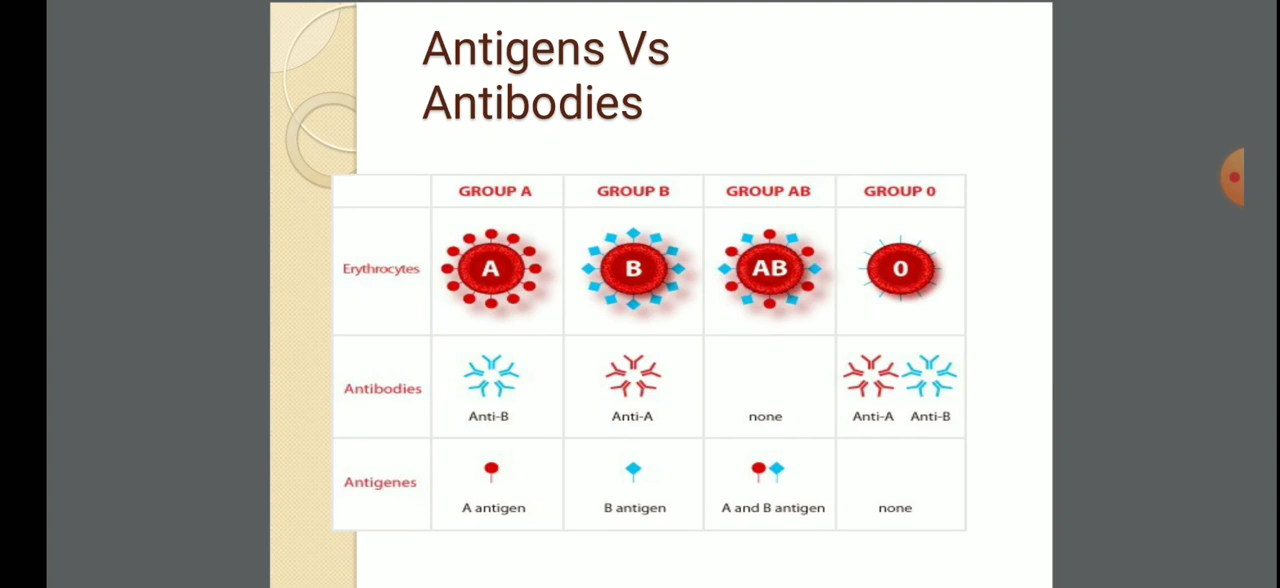 Antigens Vs
Antibodies
GROUP A GROUP B GROUP AB GROUP 0
Erythrocytes A B AB 0
Antibodies
Anti-B Anti-A none Anti-A Anti-B
Antigenes
A antigen B antigen A and B antigen none